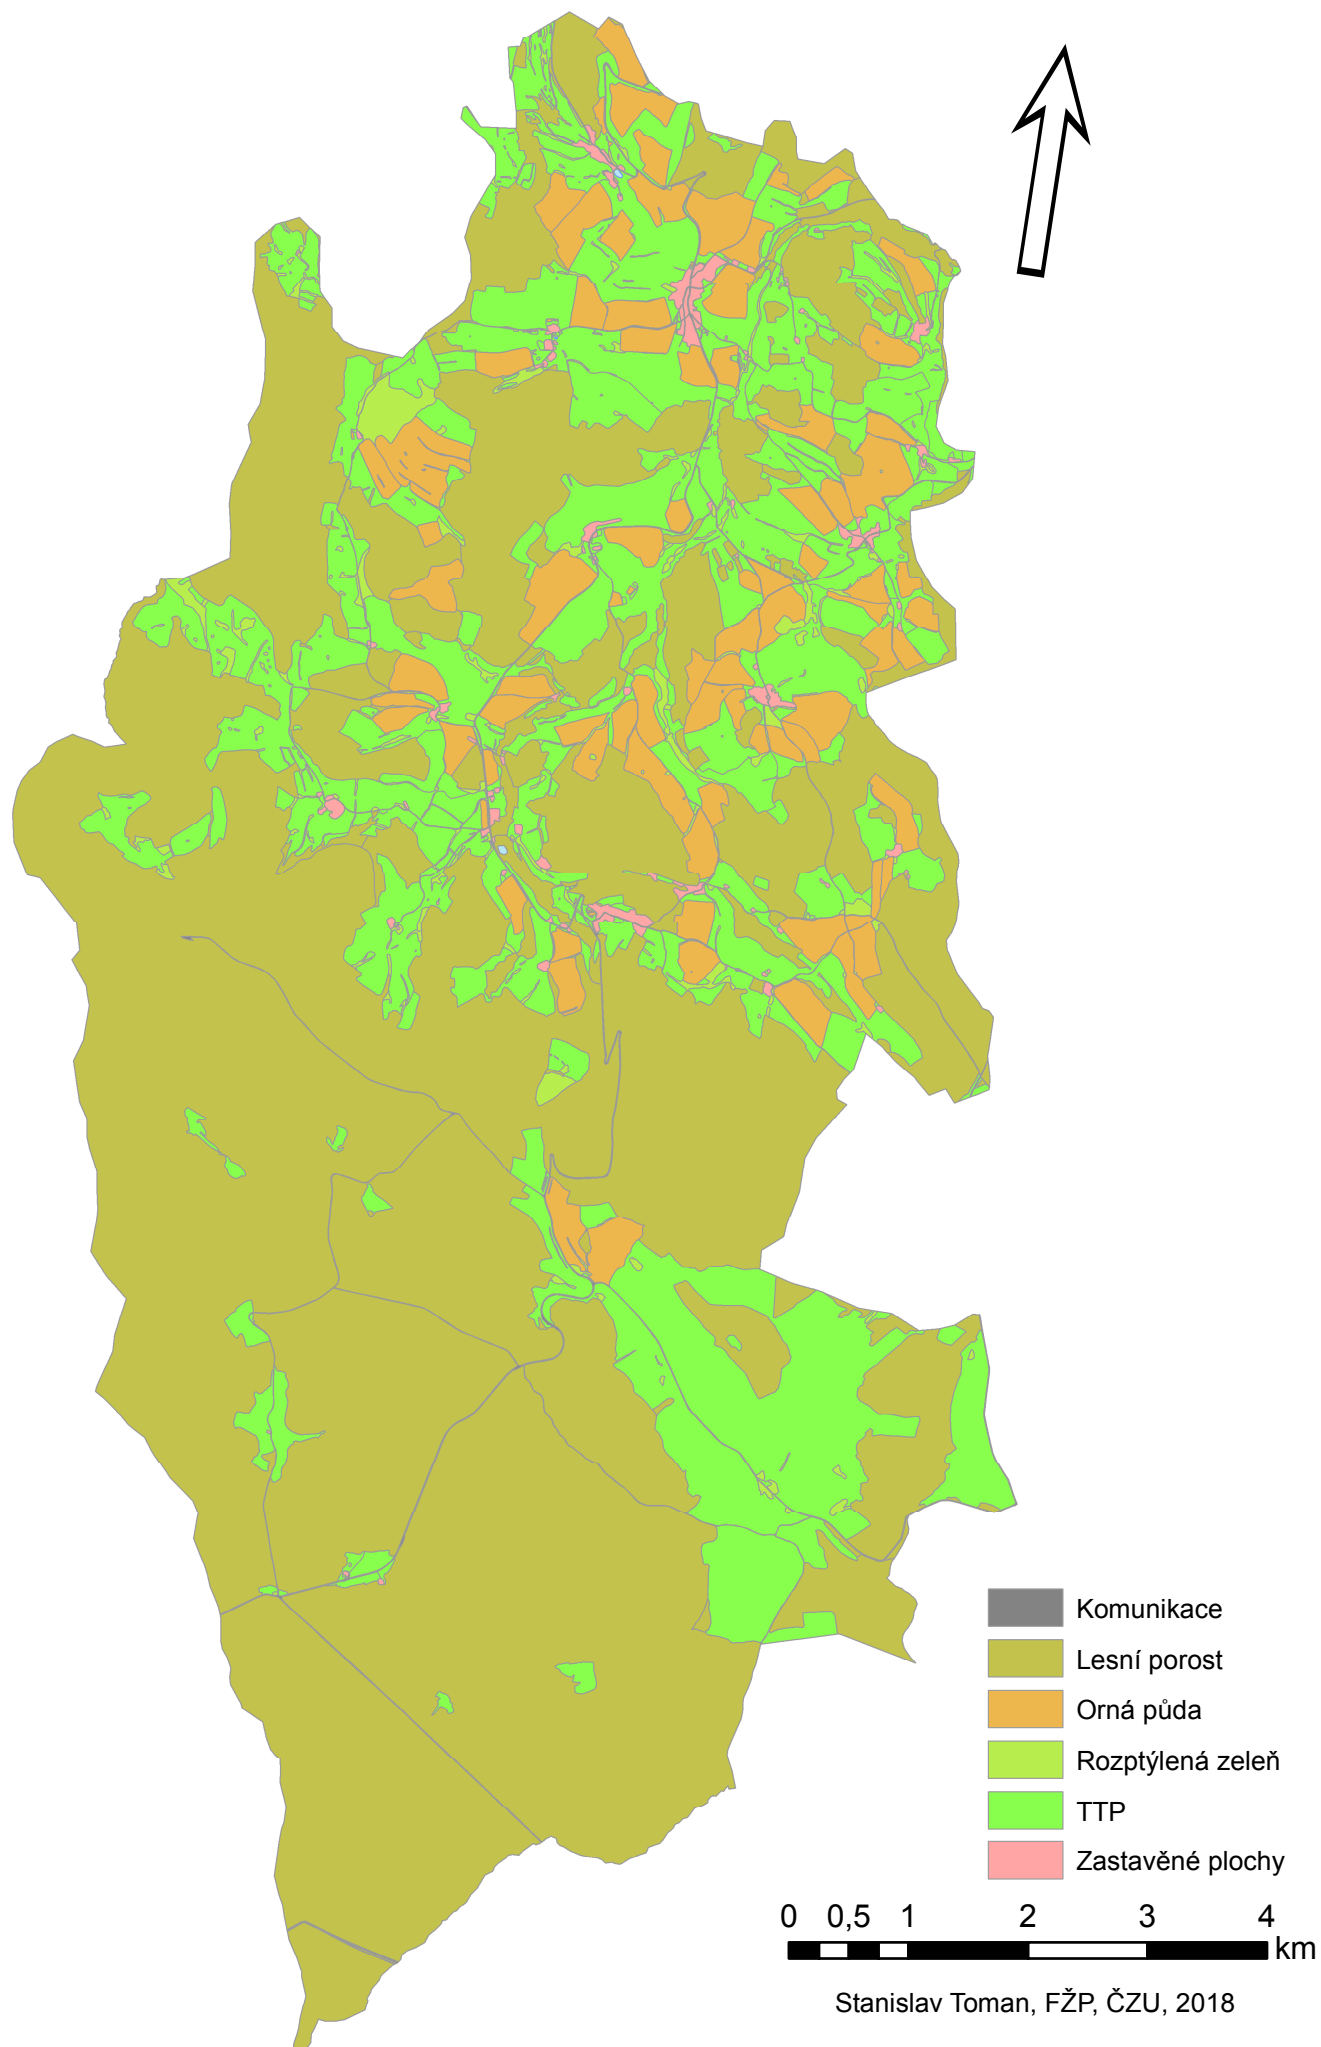 Komunikace
Lesní porost
Orná půda
Rozptýlená zeleň
TTP
Zastavěné plochy
0 0,5 1 2 3 4
km
Stanislav Toman, FŽP, ČZU, 2018